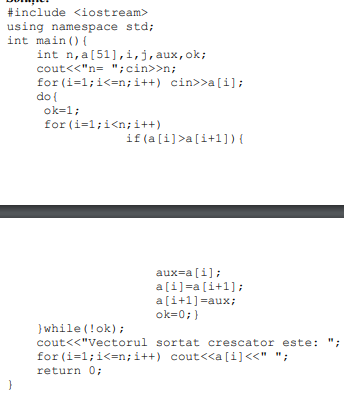 #include <iostream>
using namespace std;
int main(){
int n,a[51],i,j,aux,ok;
cout<<"n= ";cin>>n;
for(i=1;i<=n;i++) cin>>a[i];
do{
ok=1;
for(i=1;i<n;i++)
if(a[i]>a[i+1]){
aux=a[i];
a[i]=a[i+1];
a[i+1]=aux;
ok=0;}
}while(!ok);
cout<<"Vectorul sortat crescator este: ";
for(i=1;i<=n;i++) cout<<a[i]<<" ";
return 0;
}